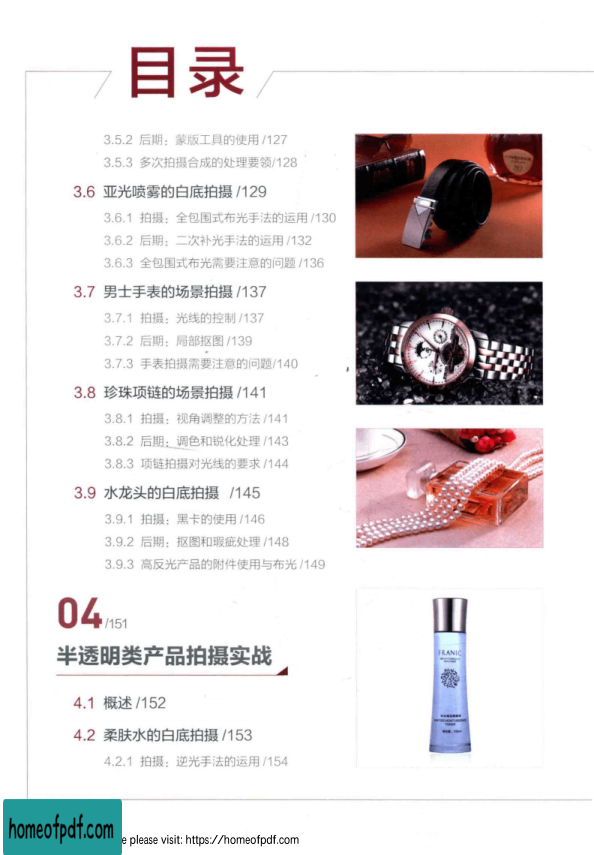 目录
3.5.2 后期：蒙版工具的使用 /127
3.5.3 多次拍摄合成的处理要领/128
3.6 亚光喷雾的白底拍摄 /129
3.6.1 拍摄：全包围式布光手法的运用 /130
3.6.2 后期：二次补光手法的运用 /132
3.6.3 全包围式布光需要注意的问题 /136
3.7 男士手表的场景拍摄 /137
3.7.1 拍摄：光线的控制 /137
3.7.2 后期：局部抠图 /139
3.7.3 手表拍摄需要注意的问题/140
3.8 珍珠项链的场景拍摄 /141
3.8.1 拍摄：视角调整的方法 /141
3.8.2 后期：调色和锐化处理 /143
3.8.3 项链拍摄对光线的要求 /144
3.9 水龙头的白底拍摄 /145
3.9.1 拍摄：黑卡的使用 /146
3.9.2 后期：抠图和瑕疵处理 /148
3.9.3 高反光产品的附件使用与布光 /149
04 /151
半透明类产品拍摄实战
4.1 概述 /152
4.2 柔肤水的白底拍摄 /153
4.2.1 拍摄：逆光手法的运用 /154
FRANIC
homeofpdf.com
e please visit: https://homeofpdf.com